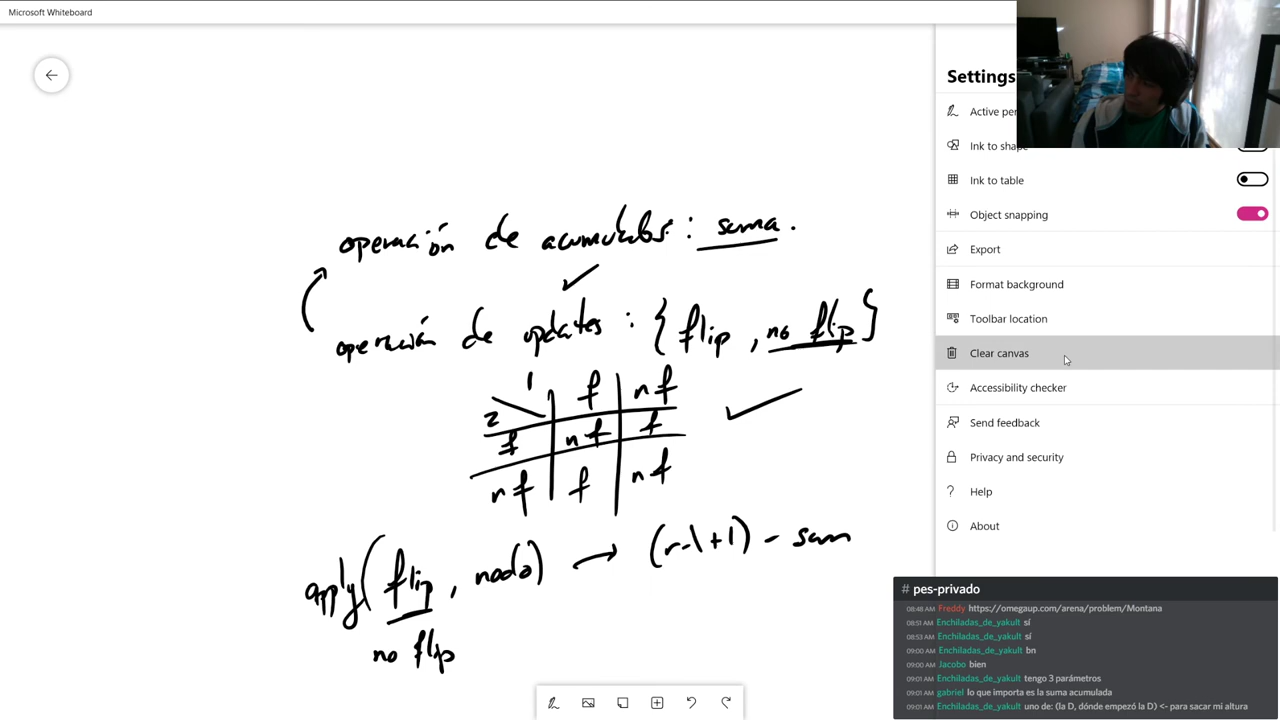 Microsoft Whiteboard
Settings
Active pe
Ink to shape
Ink to table
Object snapping
Export
Format background
Toolbar location
Clear canvas
Accessibility checker
Send feedback
Privacy and security
Help
About
operación de acumulados: suma.
operación de updates : { flip , no flip }
1 f nf
2
f nf f
nf f nf
apply( flip , nodo) → (r-l+1) - sum
no flip
# pes-privado
08:48 AM Freddy https://omegaup.com/arena/problem/Montana
08:51 AM Enchiladas_de_yakult sí
08:53 AM Enchiladas_de_yakult sí
09:00 AM Enchiladas_de_yakult bn
09:00 AM Jacobo bien
09:01 AM Enchiladas_de_yakult tengo 3 parámetros
09:01 AM gabriel lo que importa es la suma acumulada
09:01 AM Enchiladas_de_yakult uno de: (la D, dónde empezó la D) <- para sacar mi altura